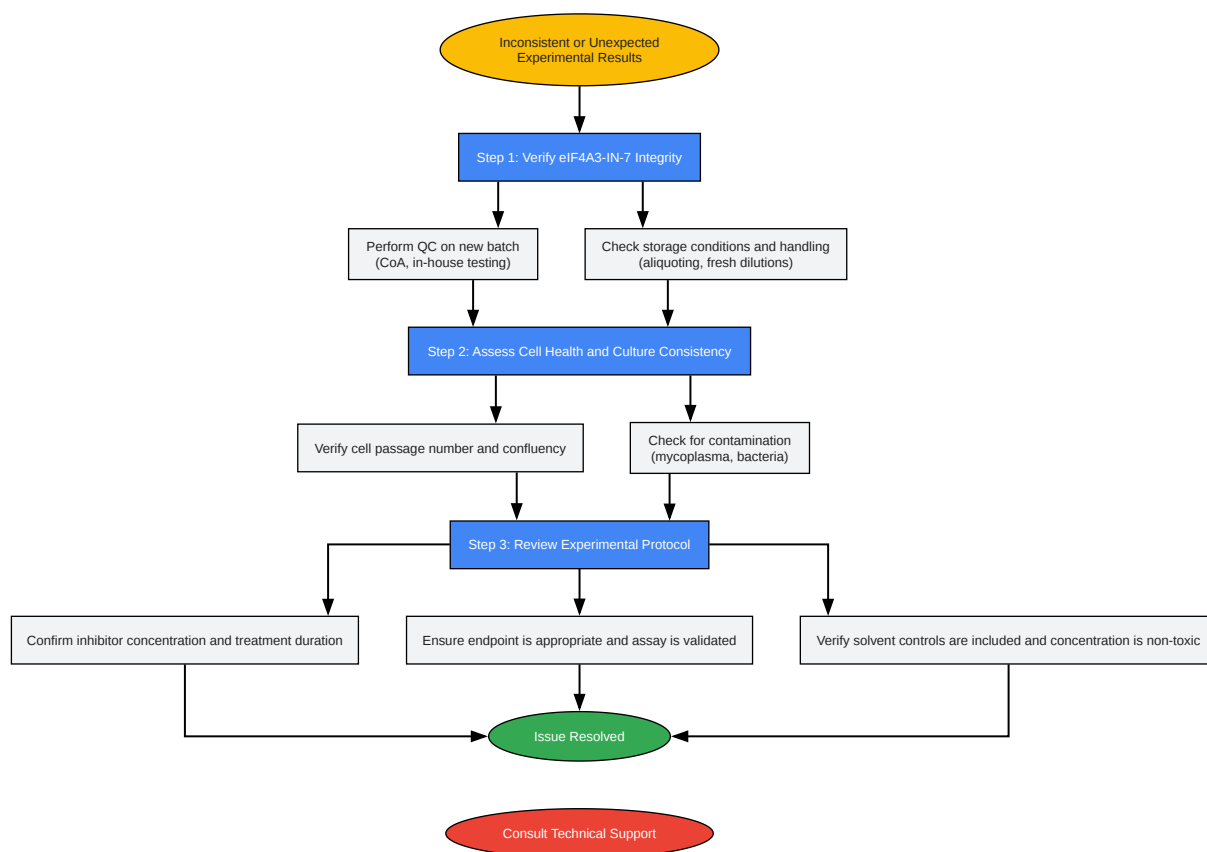 Inconsistent or Unexpected
Experimental Results
Step 1: Verify eIF4A3-IN-7 Integrity
Perform QC on new batch
(CoA, in-house testing)
Check storage conditions and handling
(aliquoting, fresh dilutions)
Step 2: Assess Cell Health and Culture Consistency
Verify cell passage number and confluency
Check for contamination
(mycoplasma, bacteria)
Step 3: Review Experimental Protocol
Confirm inhibitor concentration and treatment duration
Ensure endpoint is appropriate and assay is validated
Verify solvent controls are included and concentration is non-toxic
Issue Resolved
Consult Technical Support